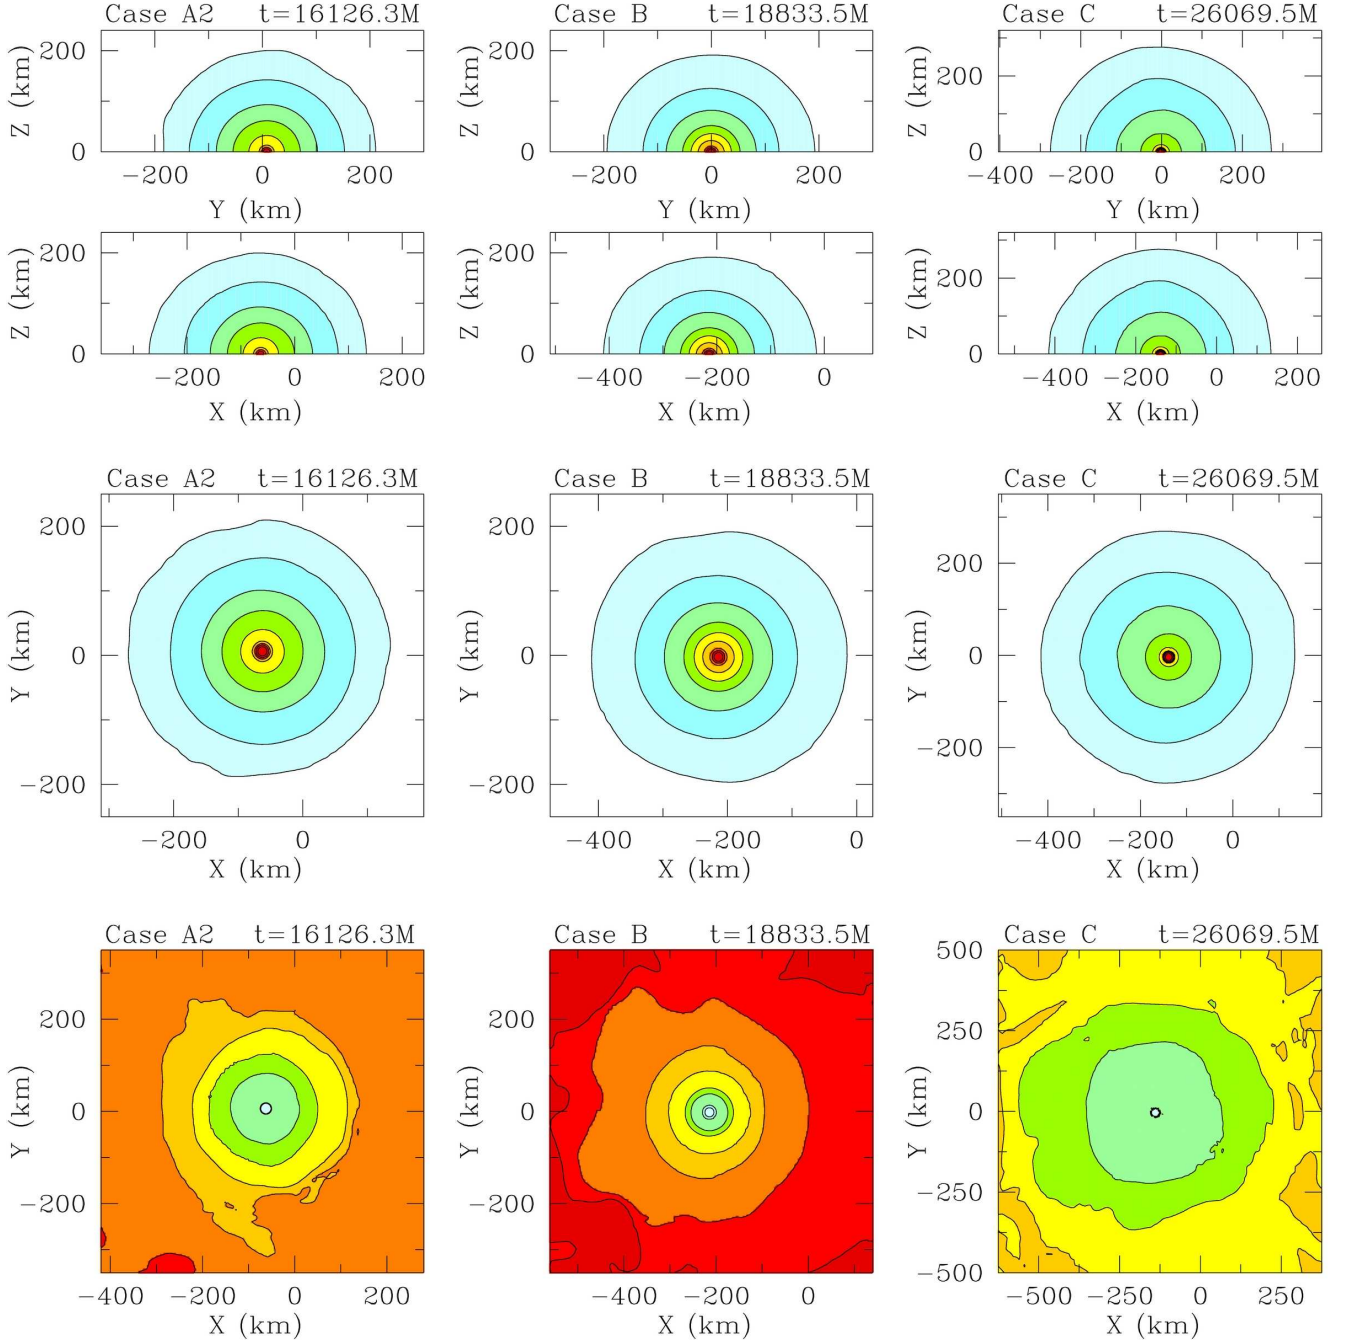 Case A2 t=16126.3M Case B t=18833.5M Case C t=26069.5M
Z (km) 200 0 Z (km) 200 0 Z (km) 200 0
−200 0 200 −200 0 200 −400 −200 0 200
Y (km) Y (km) Y (km)
Z (km) 200 0 Z (km) 200 0 Z (km) 200 0
−200 0 200 −400 −200 0 −400 −200 0 200
X (km) X (km) X (km)
Case A2 t=16126.3M Case B t=18833.5M Case C t=26069.5M
Y (km) 200 0 −200 Y (km) 200 0 −200 Y (km) 200 0 −200
−200 0 −400 −200 0 −400 −200 0
X (km) X (km) X (km)
Case A2 t=16126.3M Case B t=18833.5M Case C t=26069.5M
Y (km) 200 0 −200 Y (km) 200 0 −200 Y (km) 500 250 0 −250 −500
−400 −200 0 200 −400 −200 0 −500 −250 0 250
X (km) X (km) X (km)